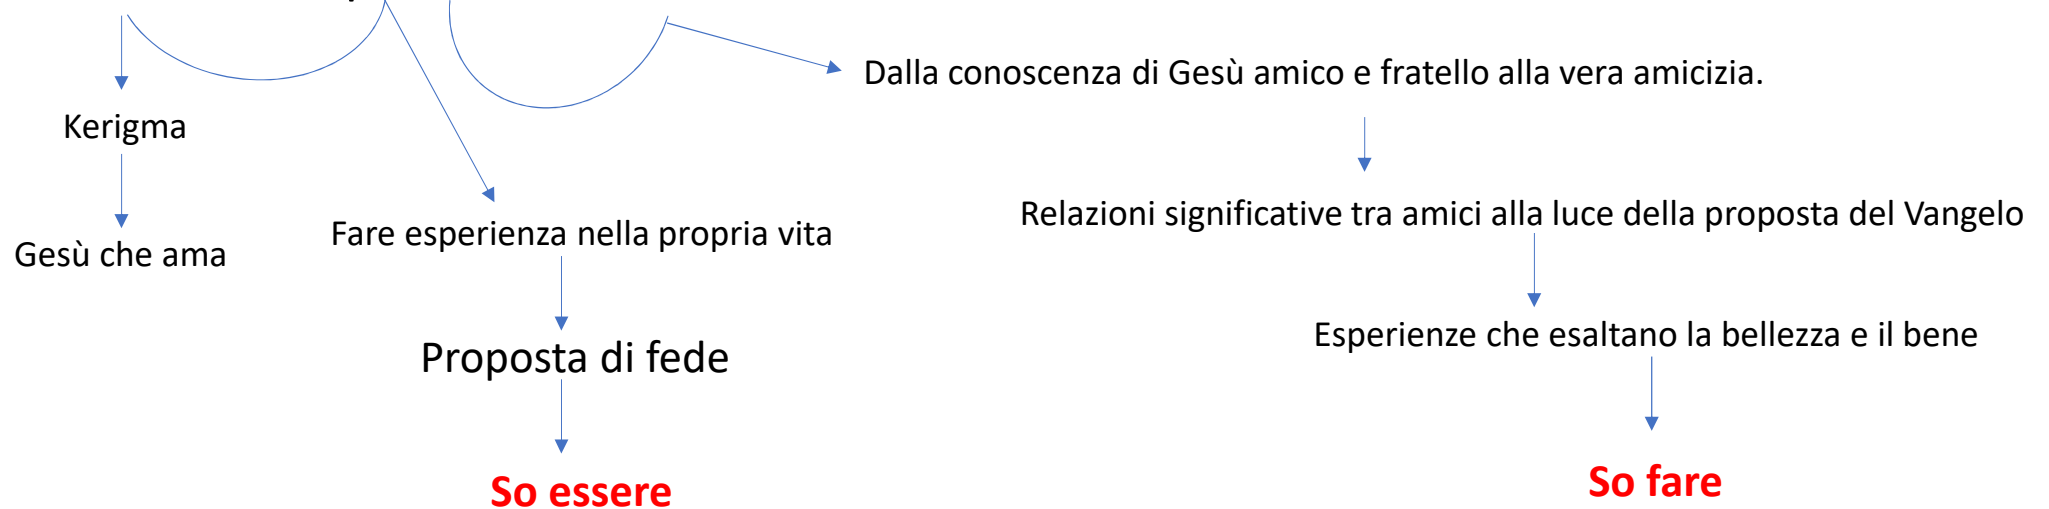 Dalla conoscenza di Gesù amico e fratello alla vera amicizia.
Kerigma
Relazioni significative tra amici alla luce della proposta del Vangelo
Fare esperienza nella propria vita
Gesù che ama
Esperienze che esaltano la bellezza e il bene
Proposta di fede
So fare
So essere